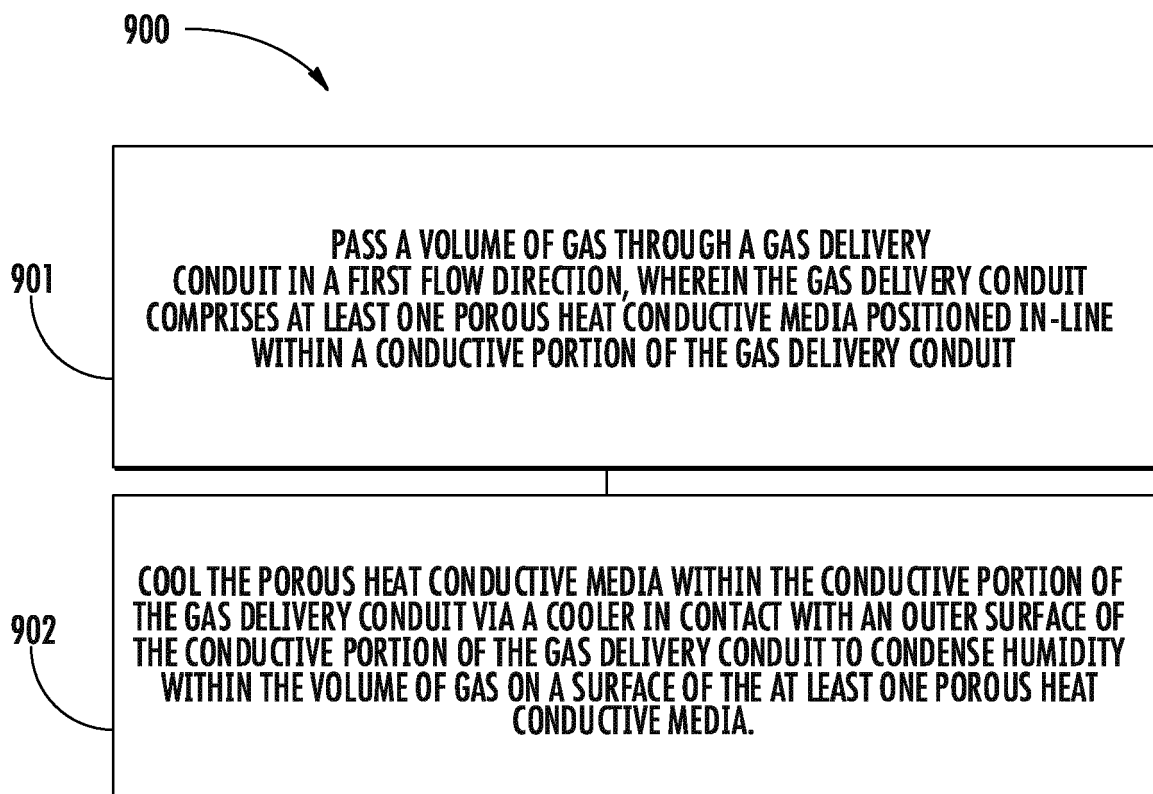 900
901
PASS A VOLUME OF GAS THROUGH A GAS DELIVERY
CONDUIT IN A FIRST FLOW DIRECTION, WHEREIN THE GAS DELIVERY CONDUIT
COMPRISES AT LEAST ONE POROUS HEAT CONDUCTIVE MEDIA POSITIONED IN-LINE
WITHIN A CONDUCTIVE PORTION OF THE GAS DELIVERY CONDUIT
902
COOL THE POROUS HEAT CONDUCTIVE MEDIA WITHIN THE CONDUCTIVE PORTION OF
THE GAS DELIVERY CONDUIT VIA A COOLER IN CONTACT WITH AN OUTER SURFACE OF
THE CONDUCTIVE PORTION OF THE GAS DELIVERY CONDUIT TO CONDENSE HUMIDITY
WITHIN THE VOLUME OF GAS ON A SURFACE OF THE AT LEAST ONE POROUS HEAT
CONDUCTIVE MEDIA.